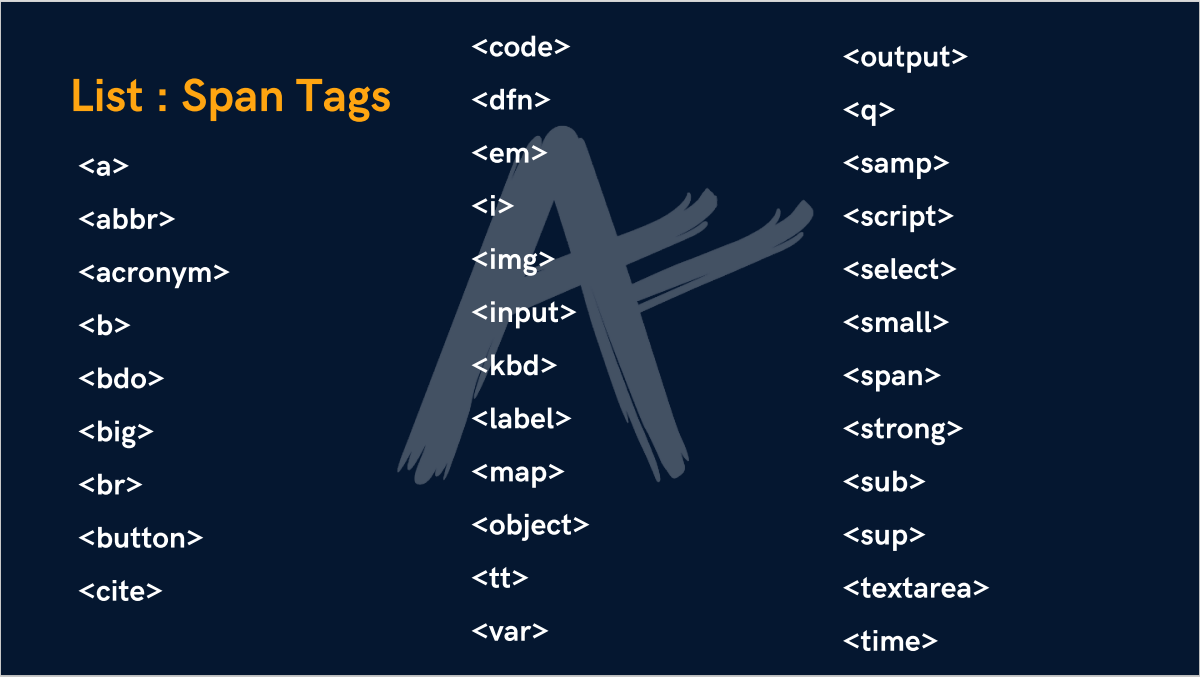 List : Span Tags
<a>
<abbr>
<acronym>
<b>
<bdo>
<big>
<br>
<button>
<cite>
<code>
<dfn>
<em>
<i>
<img>
<input>
<kbd>
<label>
<map>
<object>
<tt>
<var>
<output>
<q>
<samp>
<script>
<select>
<small>
<span>
<strong>
<sub>
<sup>
<textarea>
<time>